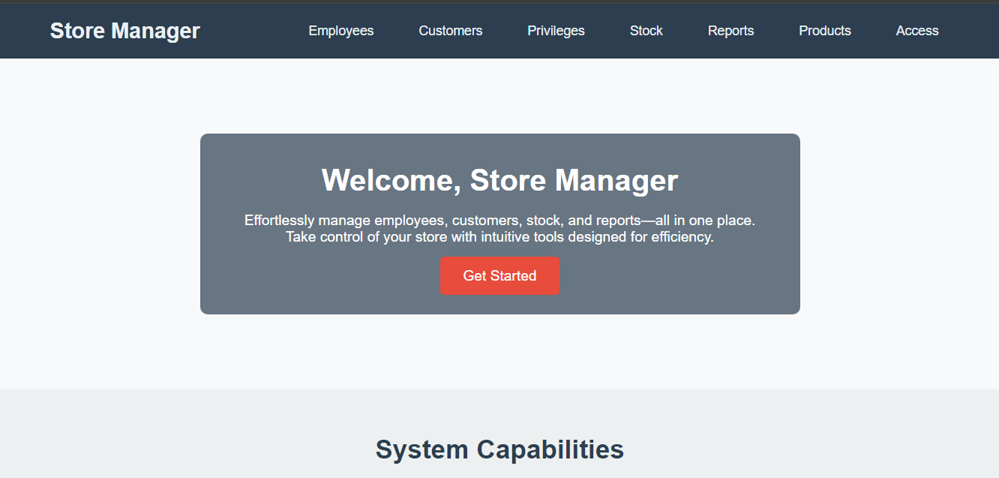 Store Manager
Employees
Customers
Privileges
Stock
Reports
Products
Access
Welcome, Store Manager
Effortlessly manage employees, customers, stock, and reports—all in one place.
Take control of your store with intuitive tools designed for efficiency.
Get Started
System Capabilities